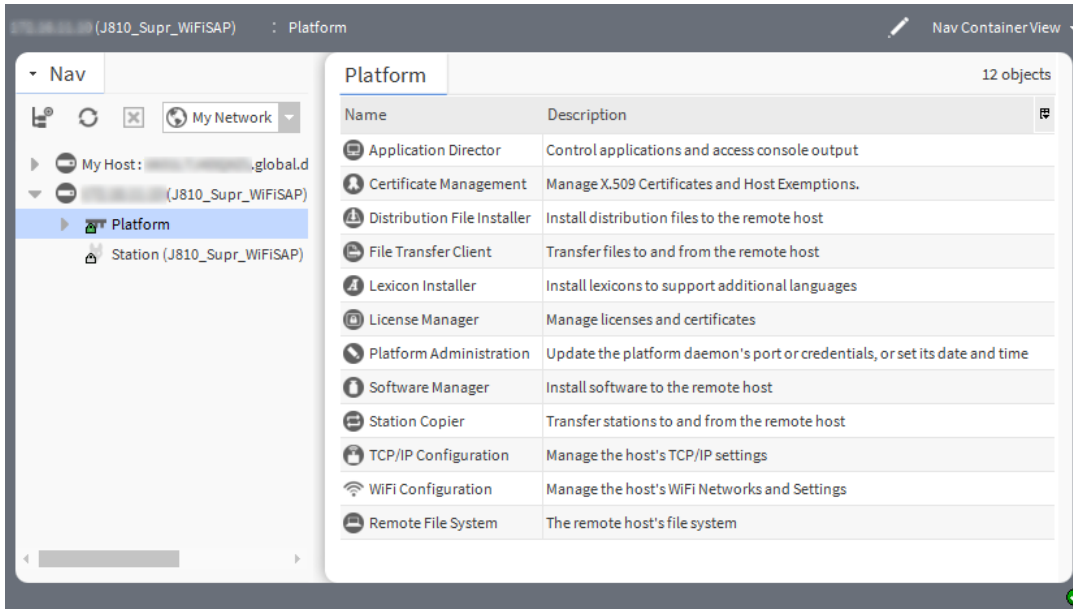 (J810_Supr_WiFiSAP) : Platform
Nav Container View
Nav
My Network
My Host :
.global.d
(J810_Supr_WiFiSAP)
Platform
Station (J810_Supr_WiFiSAP)
Platform
12 objects
Name Description
Application Director Control applications and access console output
Certificate Management Manage X.509 Certificates and Host Exemptions.
Distribution File Installer Install distribution files to the remote host
File Transfer Client Transfer files to and from the remote host
Lexicon Installer Install lexicons to support additional languages
License Manager Manage licenses and certificates
Platform Administration Update the platform daemon's port or credentials, or set its date and time
Software Manager Install software to the remote host
Station Copier Transfer stations to and from the remote host
TCP/IP Configuration Manage the host's TCP/IP settings
WiFi Configuration Manage the host's WiFi Networks and Settings
Remote File System The remote host's file system